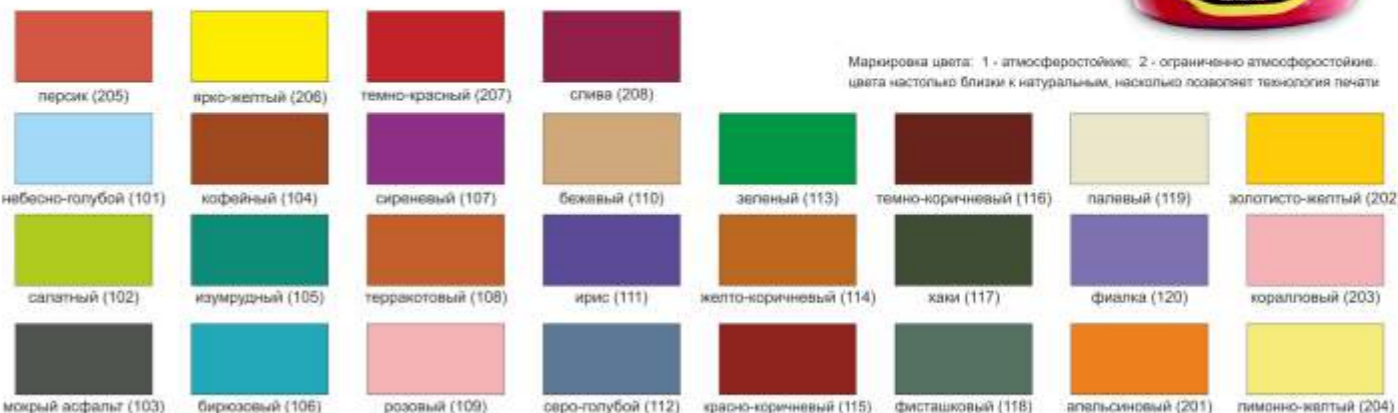 Маркировка цвета: 1 - атмосферостойкие; 2 - ограниченно атмосферостойкие.
цвета настолько близки к натуральным, насколько позволяет технология печати
персик (205) ярко-желтый (206) темно-красный (207) слива (208)
небесно-голубой (101) кофейный (104) сиреневый (107) бежевый (110) зеленый (113) темно-коричневый (116) палевый (119) золотисто-желтый (202
салатный (102) изумрудный (105) терракотовый (108) ирис (111) желто-коричневый (114) хаки (117) фиалка (120) коралловый (203)
мокрый асфальт (103) бирюзовый (106) розовый (109) серо-голубой (112) красно-коричневый (115) фисташковый (118) апельсиновый (201) лимонно-желтый (204)